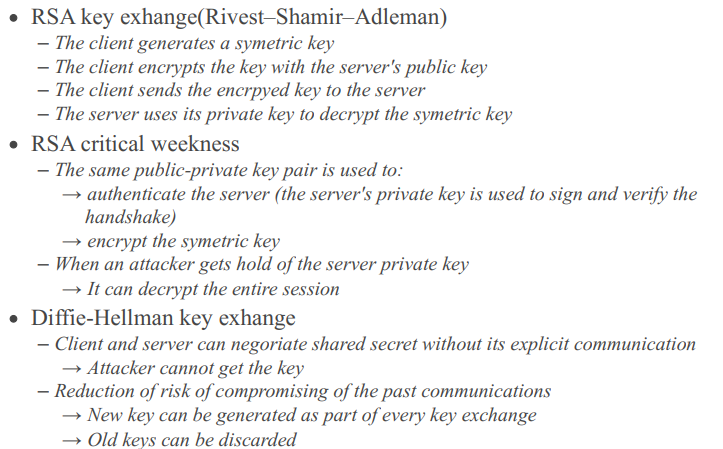 • RSA key exhange(Rivest–Shamir–Adleman)
– The client generates a symetric key
– The client encrypts the key with the server's public key
– The client sends the encrpyed key to the server
– The server uses its private key to decrypt the symetric key
• RSA critical weekness
– The same public-private key pair is used to:
→ authenticate the server (the server's private key is used to sign and verify the
handshake)
→ encrypt the symetric key
– When an attacker gets hold of the server private key
→ It can decrypt the entire session
• Diffie-Hellman key exhange
– Client and server can negoriate shared secret without its explicit communication
→ Attacker cannot get the key
– Reduction of risk of compromising of the past communications
→ New key can be generated as part of every key exchange
→ Old keys can be discarded